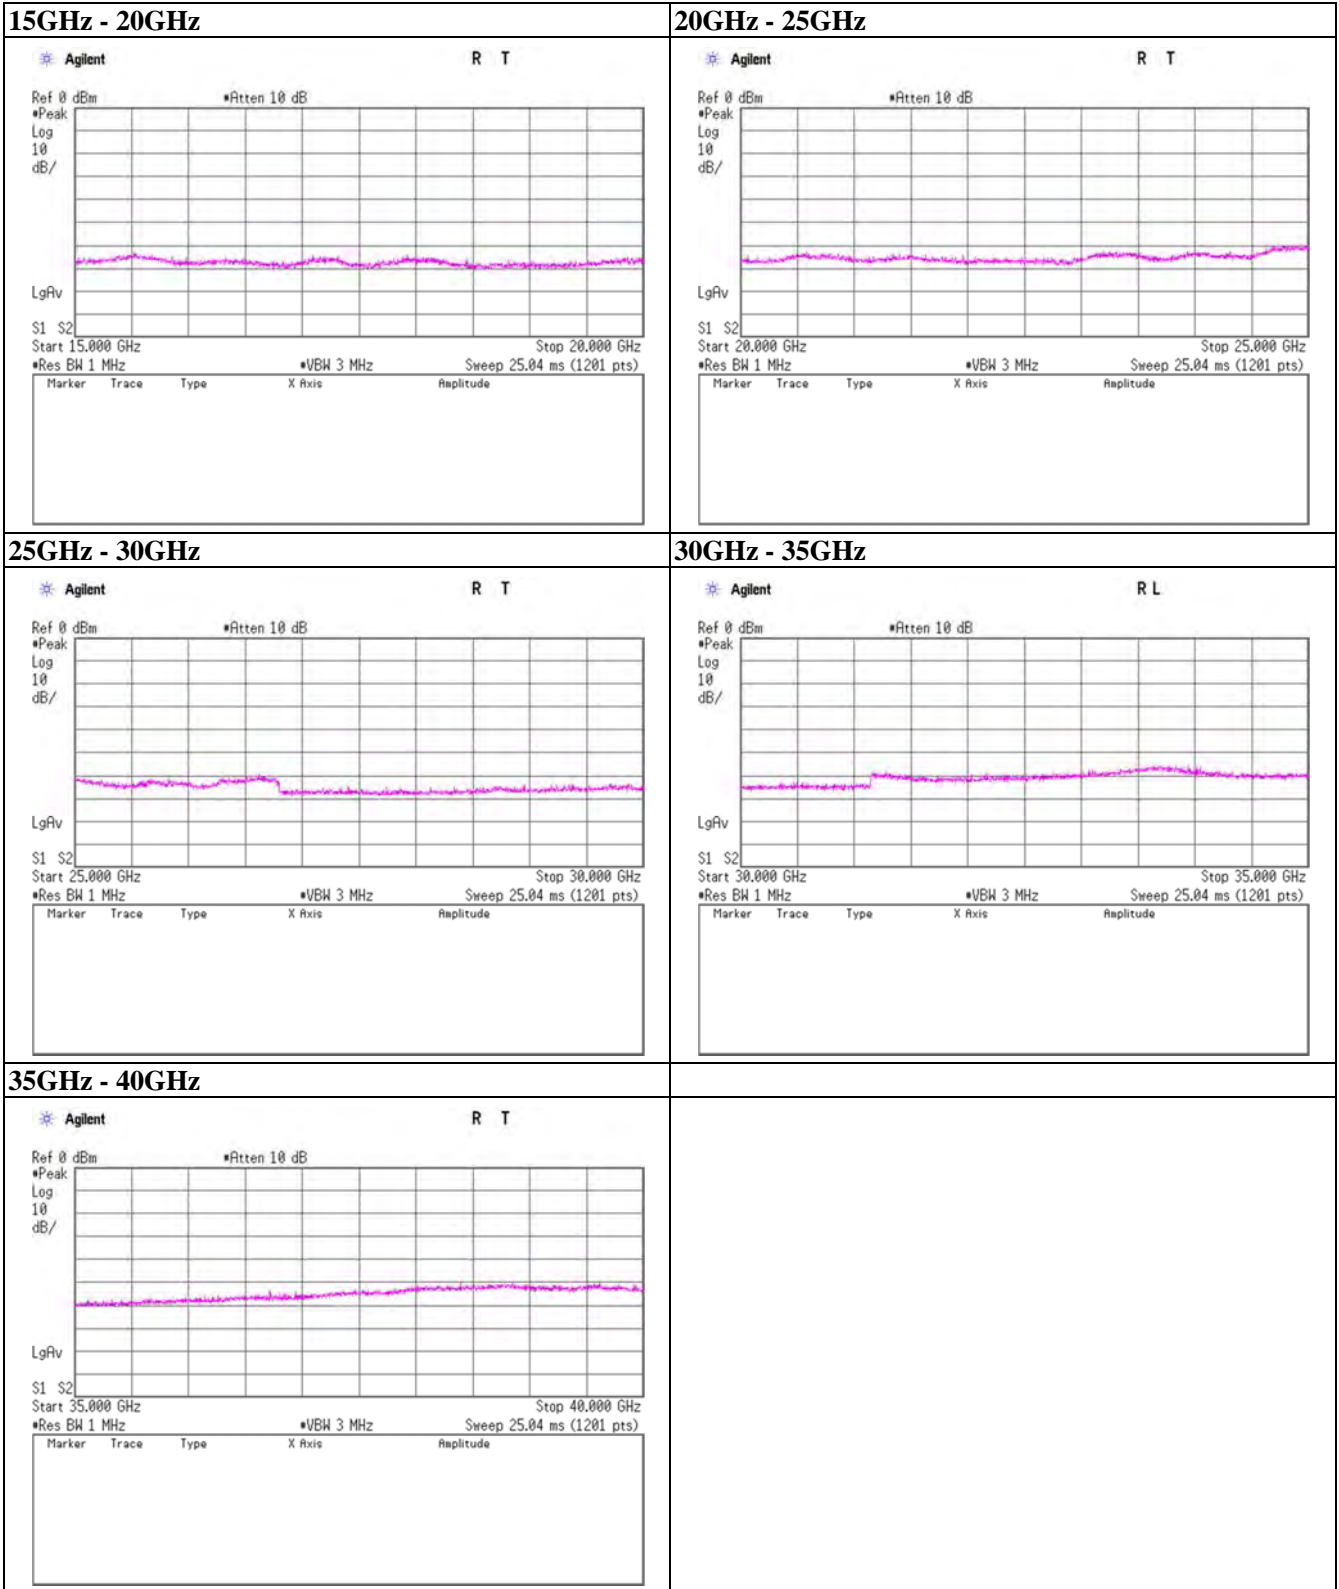 15GHz - 20GHz
Agilent R T
Ref 0 dBm #Atten 10 dB
#Peak
Log
10
dB/
LgAv
S1 S2
Start 15.000 GHz Stop 20.000 GHz
#Res BW 1 MHz #VBW 3 MHz Sweep 25.04 ms (1201 pts)
Marker Trace Type X Axis Amplitude
20GHz - 25GHz
Agilent R T
Ref 0 dBm #Atten 10 dB
#Peak
Log
10
dB/
LgAv
S1 S2
Start 20.000 GHz Stop 25.000 GHz
#Res BW 1 MHz #VBW 3 MHz Sweep 25.04 ms (1201 pts)
Marker Trace Type X Axis Amplitude
25GHz - 30GHz
Agilent R T
Ref 0 dBm #Atten 10 dB
#Peak
Log
10
dB/
LgAv
S1 S2
Start 25.000 GHz Stop 30.000 GHz
#Res BW 1 MHz #VBW 3 MHz Sweep 25.04 ms (1201 pts)
Marker Trace Type X Axis Amplitude
30GHz - 35GHz
Agilent R L
Ref 0 dBm #Atten 10 dB
#Peak
Log
10
dB/
LgAv
S1 S2
Start 30.000 GHz Stop 35.000 GHz
#Res BW 1 MHz #VBW 3 MHz Sweep 25.04 ms (1201 pts)
Marker Trace Type X Axis Amplitude
35GHz - 40GHz
Agilent R T
Ref 0 dBm #Atten 10 dB
#Peak
Log
10
dB/
LgAv
S1 S2
Start 35.000 GHz Stop 40.000 GHz
#Res BW 1 MHz #VBW 3 MHz Sweep 25.04 ms (1201 pts)
Marker Trace Type X Axis Amplitude